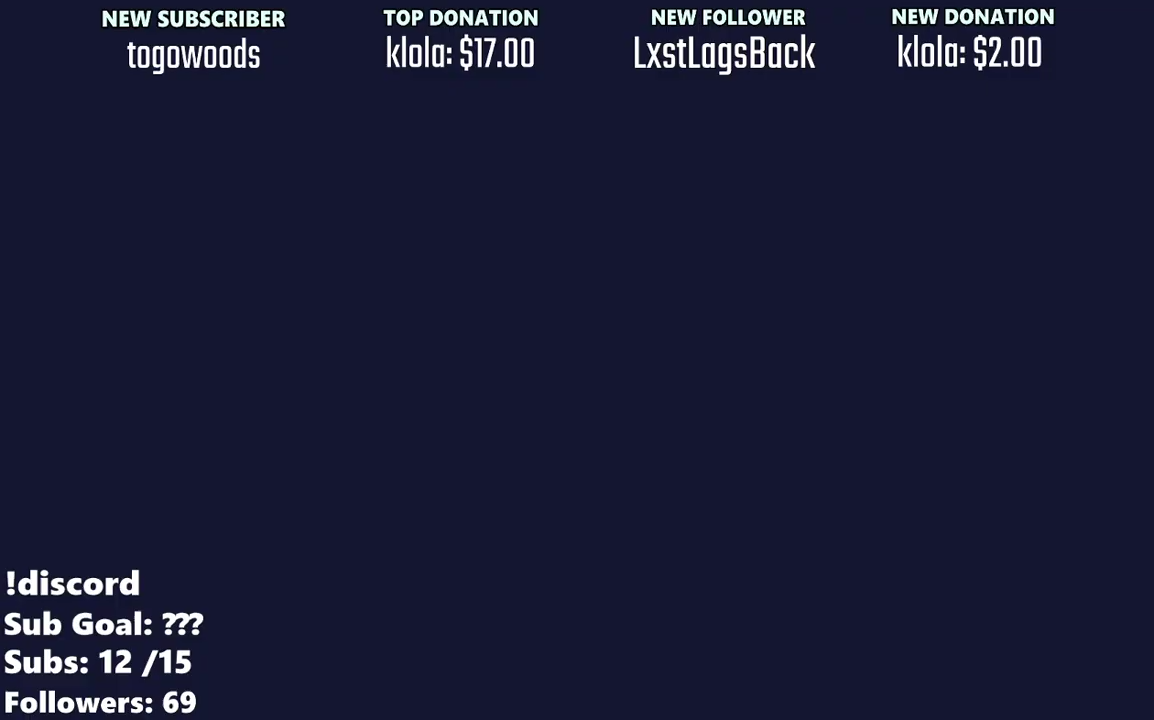 NEW SUBSCRIBER
togowoods
TOP DONATION
klola: $17.00
NEW FOLLOWER
LxstLagsBack
NEW DONATION
klola: $2.00
!discord
Sub Goal: ???
Subs: 12 /15
Followers: 69